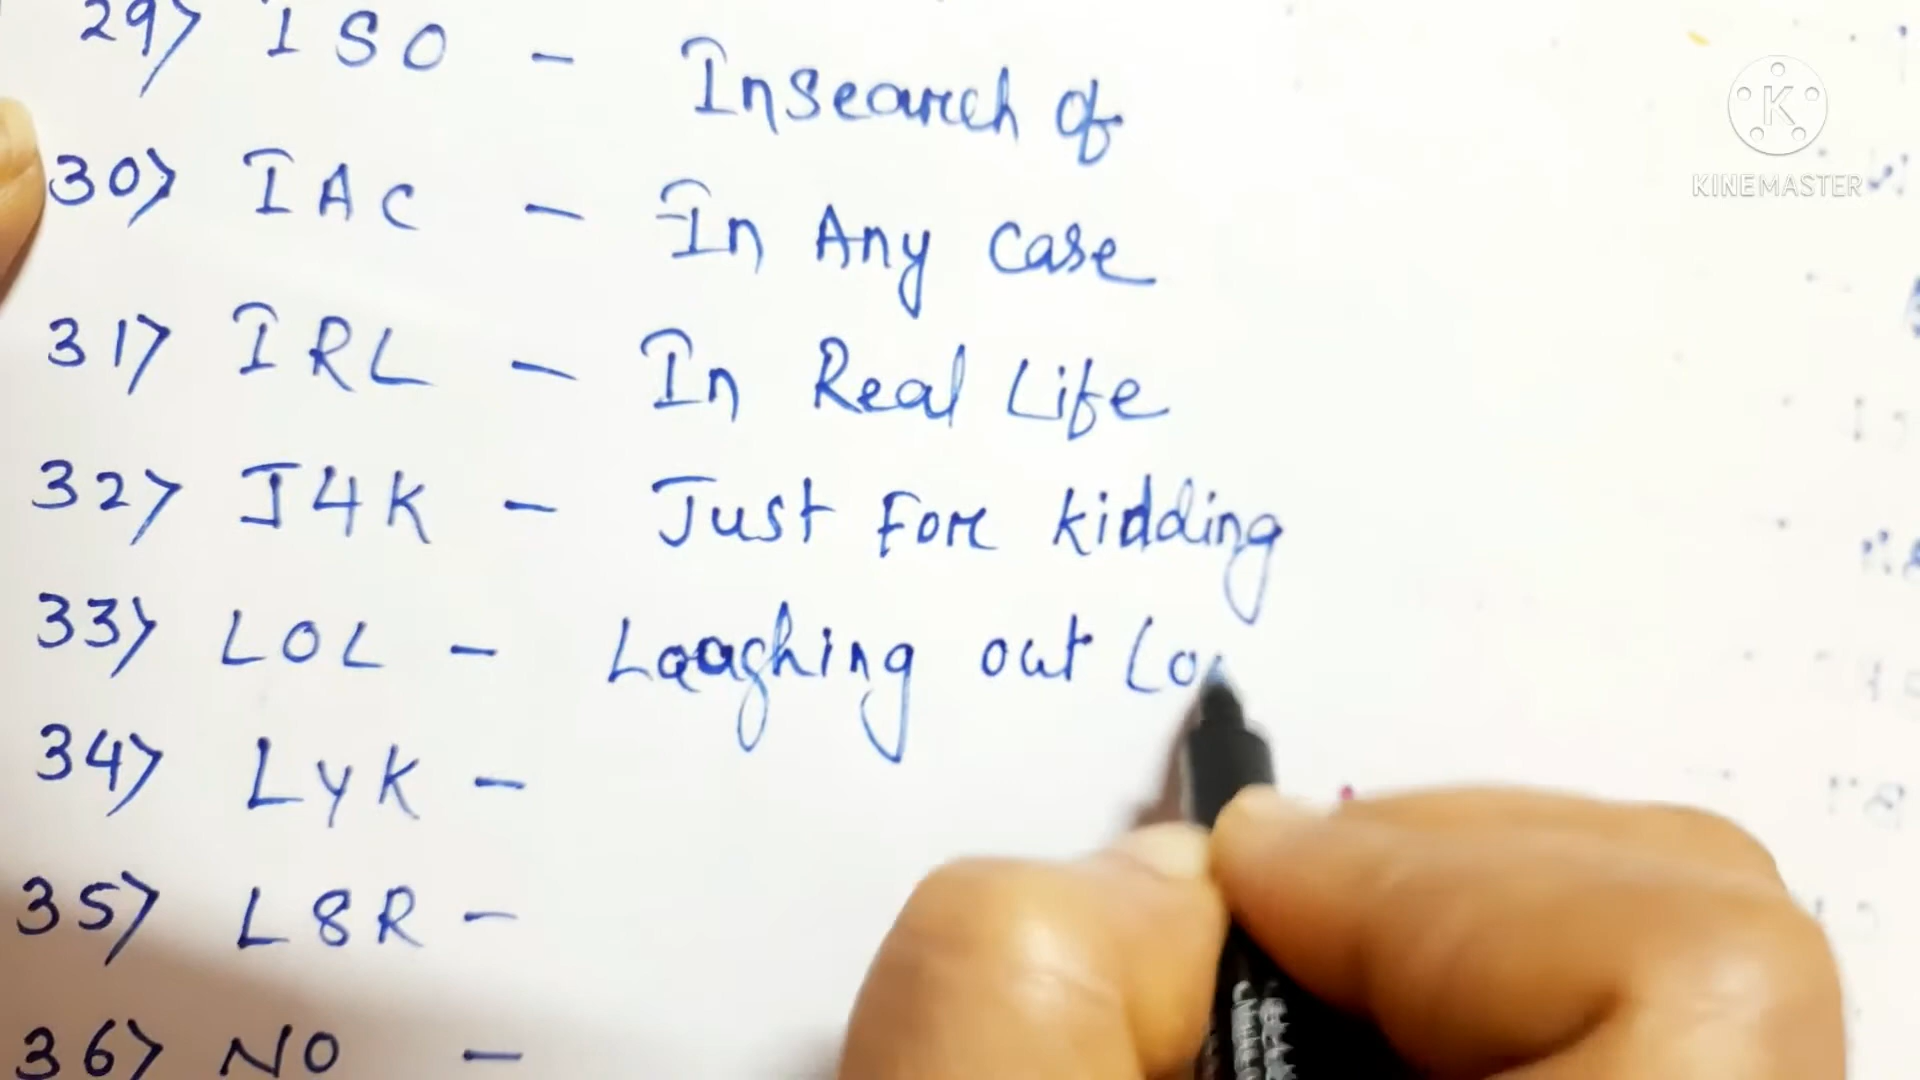 29) ISO - Insearch of
30) IAC - In Any case
31) IRL - In Real Life
32) J4K - Just For kidding
33) LOL - Laughing out Lo
34) LyK -
35) L8R -
36) NO -
KINEMASTER